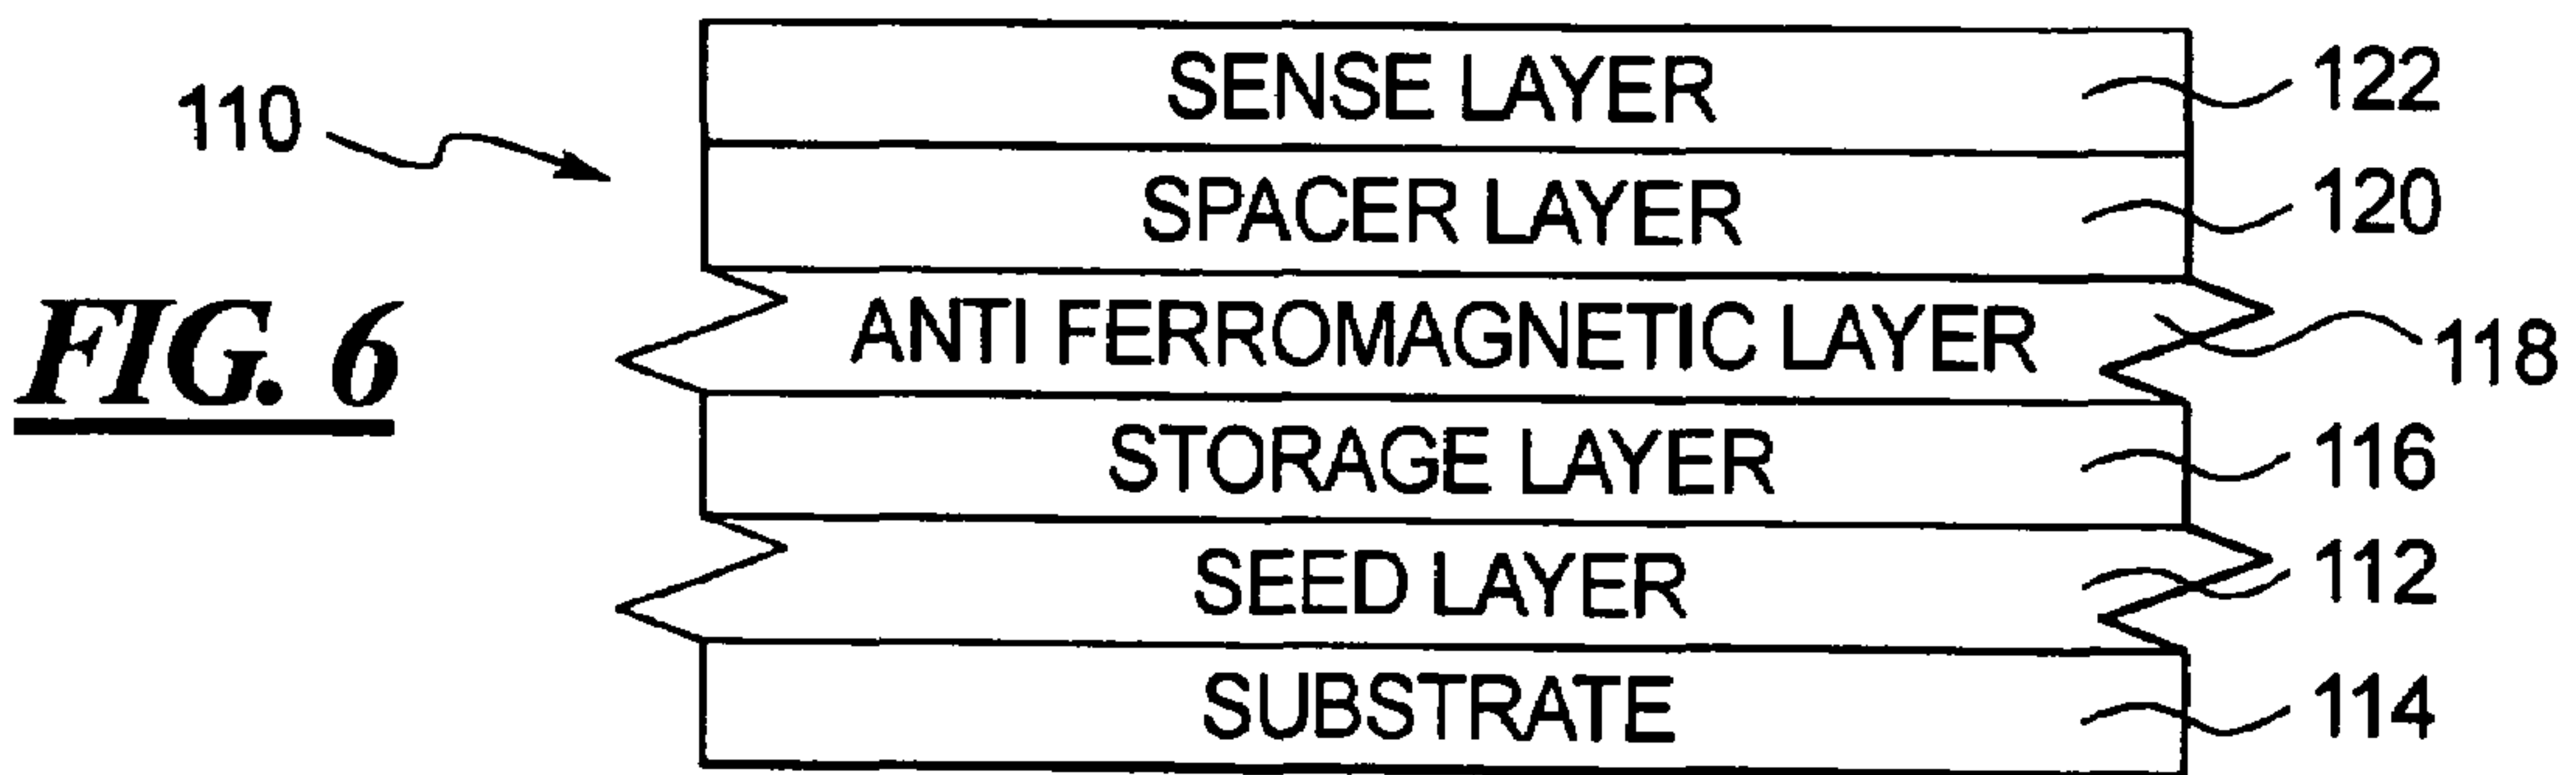 SENSE LAYER 122
110
SPACER LAYER 120
FIG. 6
ANTI FERROMAGNETIC LAYER 118
STORAGE LAYER 116
SEED LAYER 112
SUBSTRATE 114